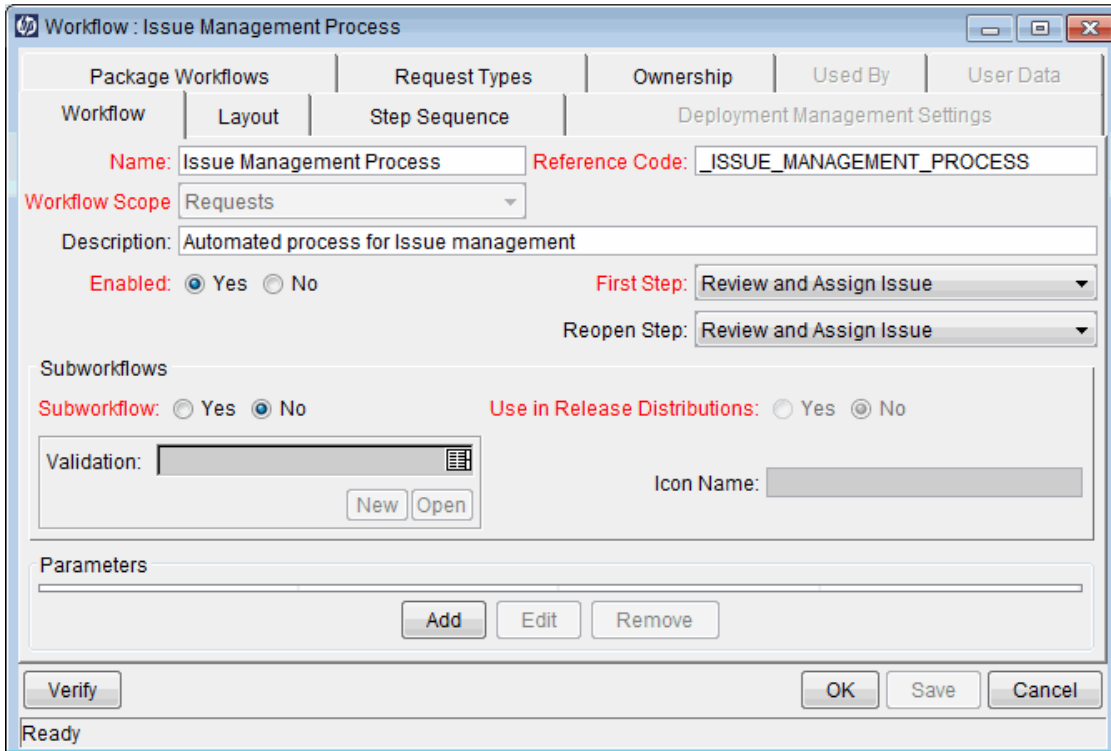 Workflow : Issue Management Process
Package Workflows Request Types Ownership Used By User Data
Workflow Layout Step Sequence Deployment Management Settings
Name: Issue Management Process Reference Code: _ISSUE_MANAGEMENT_PROCESS
Workflow Scope Requests
Description: Automated process for Issue management
Enabled: Yes No First Step: Review and Assign Issue
Reopen Step: Review and Assign Issue
Subworkflows
Subworkflow: Yes No Use in Release Distributions: Yes No
Validation:
Icon Name:
New Open
Parameters
Add Edit Remove
Verify OK Save Cancel
Ready